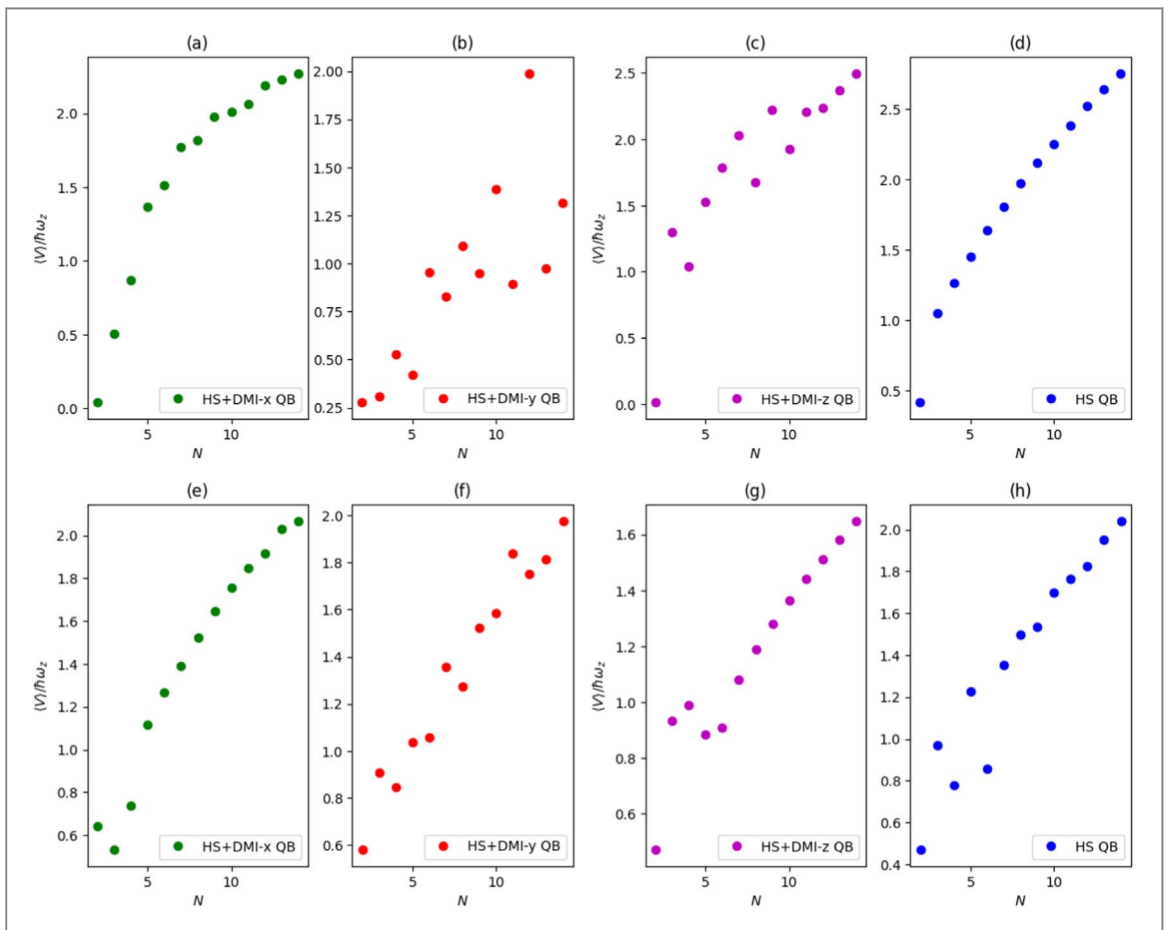 (a)
2.0
1.5
1.0
0.5
0.0
⟨V⟩/ℏω_z
5 10
N
HS+DMI-x QB
(b)
2.00
1.75
1.50
1.25
1.00
0.75
0.50
0.25
5 10
N
HS+DMI-y QB
(c)
2.5
2.0
1.5
1.0
0.5
0.0
⟨V⟩/ℏω_z
5 10
N
HS+DMI-z QB
(d)
2.5
2.0
1.5
1.0
0.5
5 10
N
HS QB
(e)
2.0
1.8
1.6
1.4
1.2
1.0
0.8
0.6
⟨V⟩/ℏω_z
5 10
N
HS+DMI-x QB
(f)
2.0
1.8
1.6
1.4
1.2
1.0
0.8
0.6
5 10
N
HS+DMI-y QB
(g)
1.6
1.4
1.2
1.0
0.8
0.6
⟨V⟩/ℏω_z
5 10
N
HS+DMI-z QB
(h)
2.0
1.8
1.6
1.4
1.2
1.0
0.8
0.6
0.4
5 10
N
HS QB